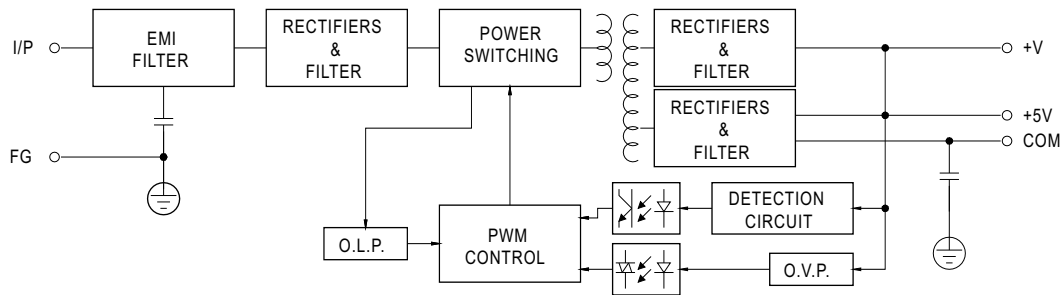 I/P
EMI
FILTER
RECTIFIERS
&
FILTER
POWER
SWITCHING
RECTIFIERS
&
FILTER
+V
RECTIFIERS
&
FILTER
+5V
COM
FG
DETECTION
CIRCUIT
O.L.P.
PWM
CONTROL
O.V.P.